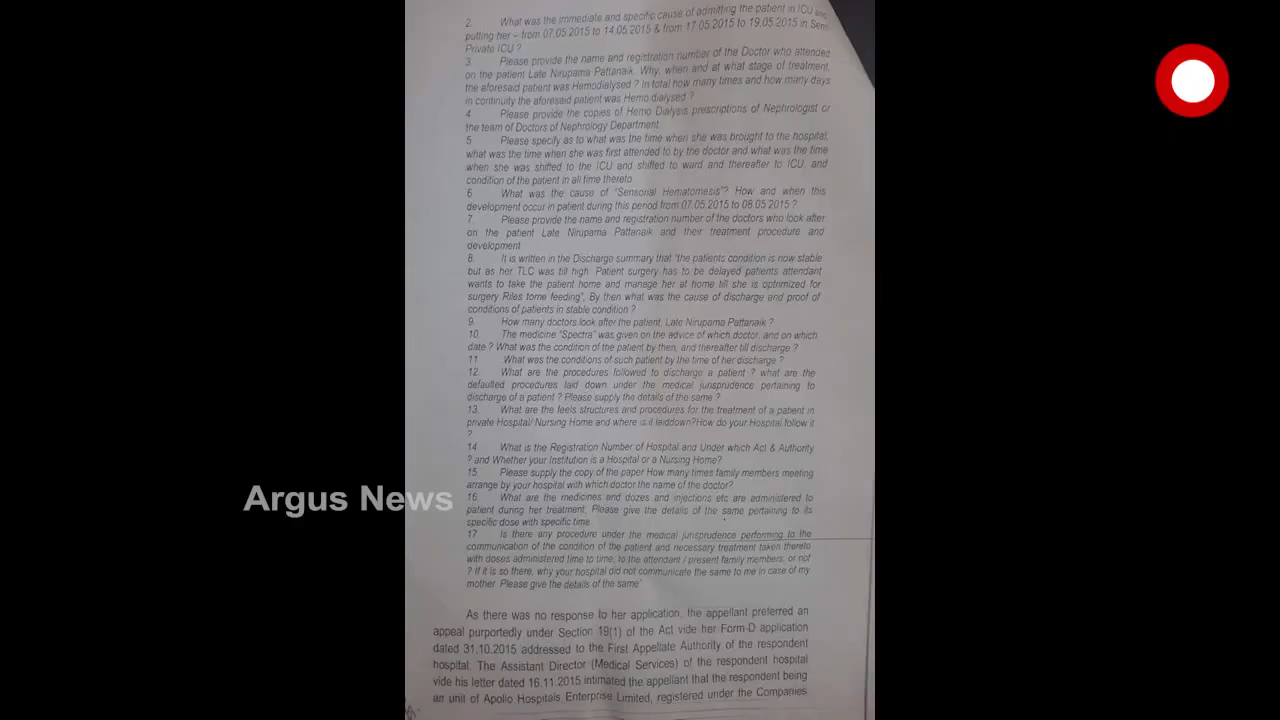 2. What was the immediate and specific cause of admitting the patient in ICU and
putting her – from 07.05.2015 to 14.05.2015 & from 17.05.2015 to 19.05.2015 in Semi
Private ICU ?
3. Please provide the name and registration number of the Doctor who attended
on the patient Late Nirupama Pattanaik. Why, when and at what stage of treatment,
the aforesaid patient was Hemodialysed ? In total how many times and how many days
in continuity the aforesaid patient was Hemo dialysed ?
4 Please provide the copies of Hemo Dialysis prescriptions of Nephrologist or
the team of Doctors of Nephrology Department.
5 Please specify as to what was the time when she was brought to the hospital,
what was the time when she was first attended to by the doctor and what was the time
when she was shifted to the ICU and shifted to ward and thereafter to ICU, and
condition of the patient in all time thereto
6 What was the cause of "Sensorial Hematomesis"? How and when this
development occur in patient during this period from 07.05.2015 to 08.05.2015 ?
7. Please provide the name and registration number of the doctors who look after
on the patient Late Nirupama Pattanaik and their treatment procedure and
development
8. It is written in the Discharge summary that "the patients condition is now stable
but as her TLC was till high. Patient surgery has to be delayed patients attendant
wants to take the patient home and manage her at home till she is optrimized for
surgery Riles tome feeding", By then what was the cause of discharge and proof of
conditions of patients in stable condition ?
9. How many doctors look after the patient, Late Nirupama Pattanaik ?
10. The medicine "Spectra" was given on the advice of which doctor, and on which
date ? What was the condition of the patient by then, and thereafter till discharge ?
11. What was the conditions of such patient by the time of her discharge ?
12. What are the procedures followed to discharge a patient ? what are the
defaulted procedures laid down under the medical jurisprudence pertaining to
discharge of a patient ? Please supply the details of the same ?
13. What are the feels structures and procedures for the treatment of a patient in
private Hospital/ Nursing Home and where is it laiddown?How do your Hospital follow it
?
14 What is the Registration Number of Hospital and Under which Act & Authority
? and Whether your Institution is a Hospital or a Nursing Home?
15. Please supply the copy of the paper How many times family members meeting
arrange by your hospital with which doctor the name of the doctor?
16. What are the medicines and dozes and injections etc are administered to
patient during her treatment. Please give the details of the same pertaining to its
specific dose with specific time.
17. Is there any procedure under the medical jurisprudence performing to the
communication of the condition of the patient and necessary treatment taken thereto
with doses administered time to time, to the attendant / present family members, or not
? If it is so there, why your hospital did not communicate the same to me in case of my
mother. Please give the details of the same"
As there was no response to her application, the appellant preferred an
appeal purportedly under Section 19(1) of the Act vide her Form-D application
dated 31.10.2015 addressed to the First Appellate Authority of the respondent
hospital. The Assistant Director (Medical Services) of the respondent hospital
vide his letter dated 16.11.2015 intimated the appellant that the respondent being
an unit of Apollo Hospitals Enterprise Limited, registered under the Companies
Argus News